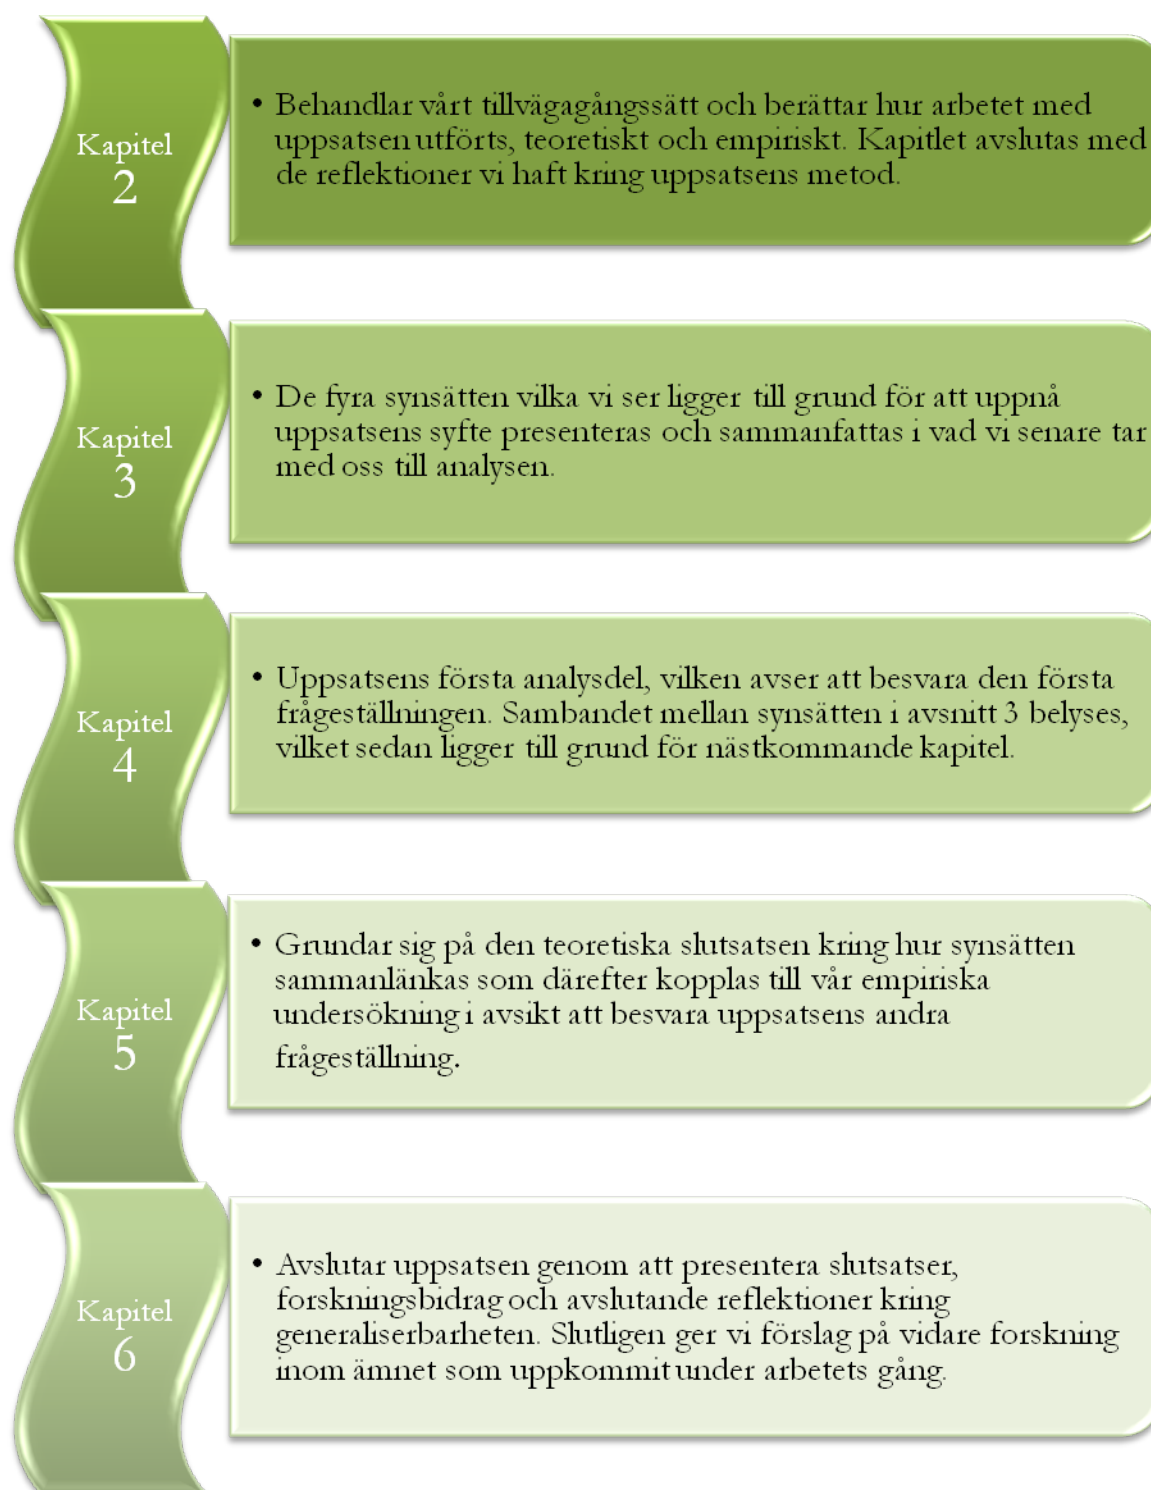 Kapitel
2
• Behandlar vårt tillvägagångssätt och berättar hur arbetet med
uppsatsen utförts, teoretiskt och empiriskt. Kapitlet avslutas med
de reflektioner vi haft kring uppsatsens metod.
Kapitel
3
• De fyra synsätten vilka vi ser ligger till grund för att uppnå
uppsatsens syfte presenteras och sammanfattas i vad vi senare tar
med oss till analysen.
Kapitel
4
• Uppsatsens första analysdel, vilken avser att besvara den första
frågeställningen. Sambandet mellan synsätten i avsnitt 3 belyses,
vilket sedan ligger till grund för nästkommande kapitel.
Kapitel
5
• Grundar sig på den teoretiska slutsatsen kring hur synsätten
sammanlänkas som därefter kopplas till vår empiriska
undersökning i avsikt att besvara uppsatsens andra
frågeställning.
Kapitel
6
• Avslutar uppsatsen genom att presentera slutsatser,
forskningsbidrag och avslutande reflektioner kring
generaliserbarheten. Slutligen ger vi förslag på vidare forskning
inom ämnet som uppkommit under arbetets gång.